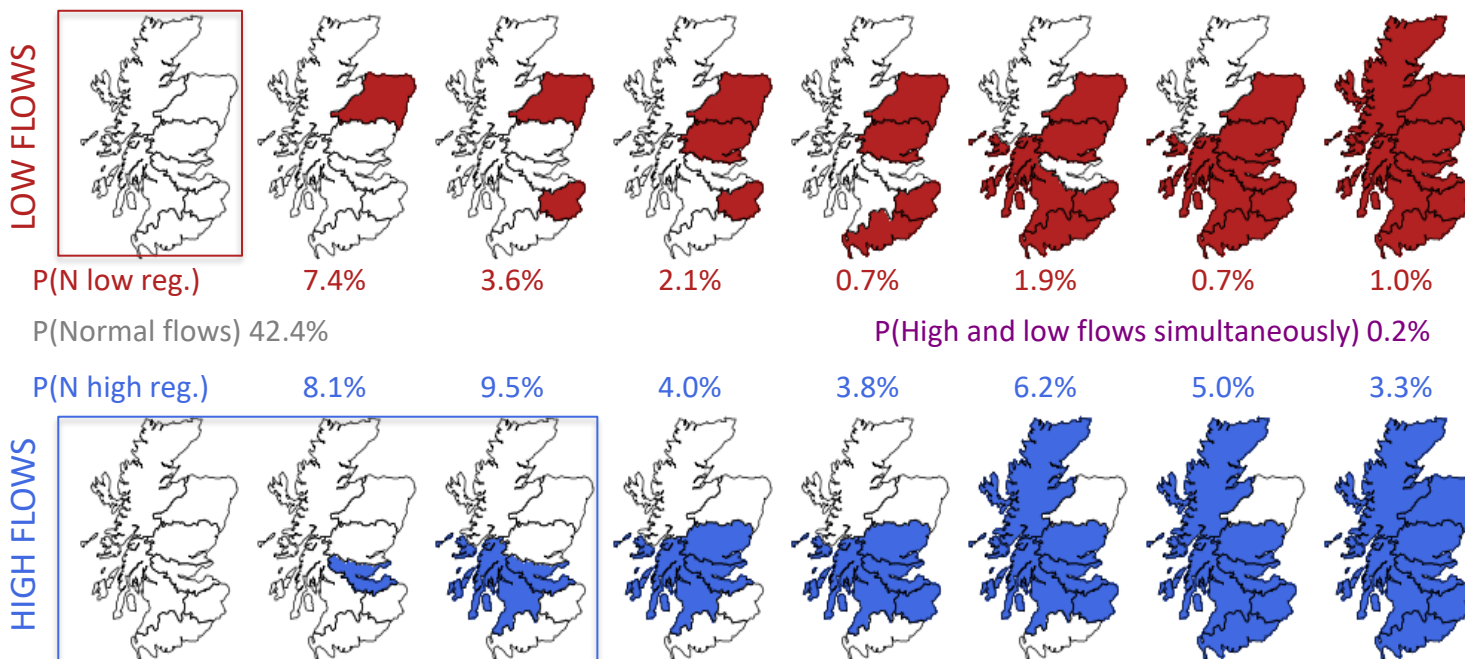 LOW FLOWS
P(N low reg.) 7.4% 3.6% 2.1% 0.7% 1.9% 0.7% 1.0%
P(Normal flows) 42.4% P(High and low flows simultaneously) 0.2%
P(N high reg.) 8.1% 9.5% 4.0% 3.8% 6.2% 5.0% 3.3%
HIGH FLOWS